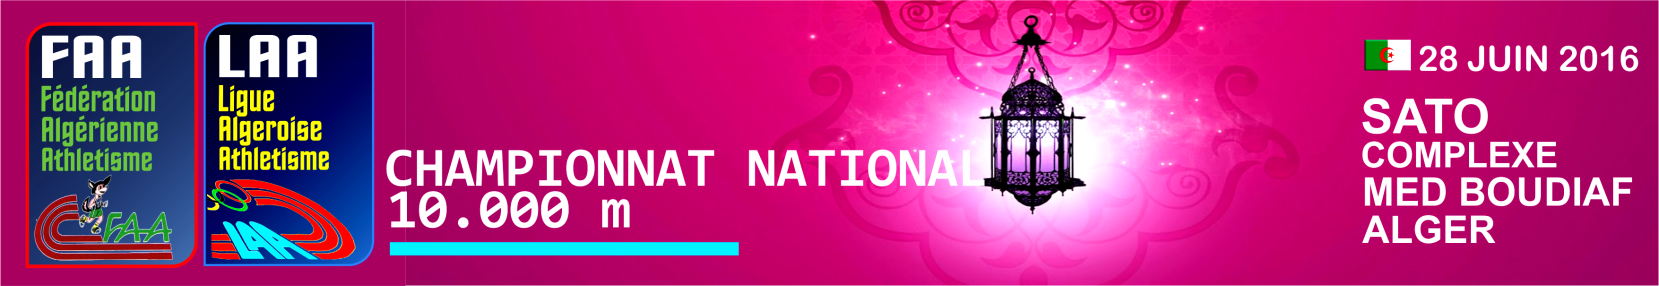 FAA
Fédération
Algérienne
Athletisme
FAA
LAA
Ligue
Algeroise
Athletisme
LAA
CHAMPIONNAT NATIONAL
10.000 m
28 JUIN 2016
SATO
COMPLEXE
MED BOUDIAF
ALGER